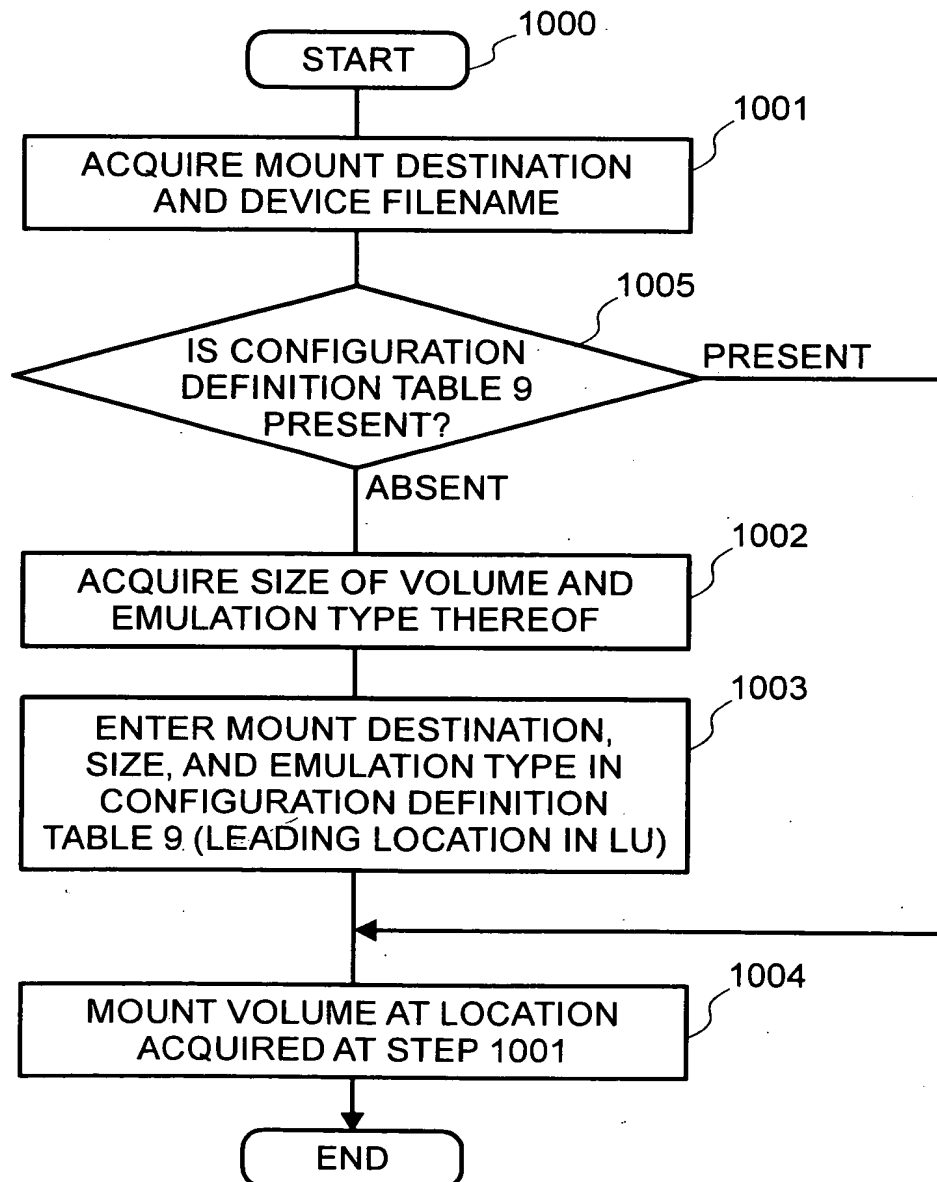 1000
START
1001
ACQUIRE MOUNT DESTINATION
AND DEVICE FILENAME
1005
IS CONFIGURATION
DEFINITION TABLE 9
PRESENT?
PRESENT
ABSENT
1002
ACQUIRE SIZE OF VOLUME AND
EMULATION TYPE THEREOF
1003
ENTER MOUNT DESTINATION,
SIZE, AND EMULATION TYPE IN
CONFIGURATION DEFINITION
TABLE 9 (LEADING LOCATION IN LU)
1004
MOUNT VOLUME AT LOCATION
ACQUIRED AT STEP 1001
END